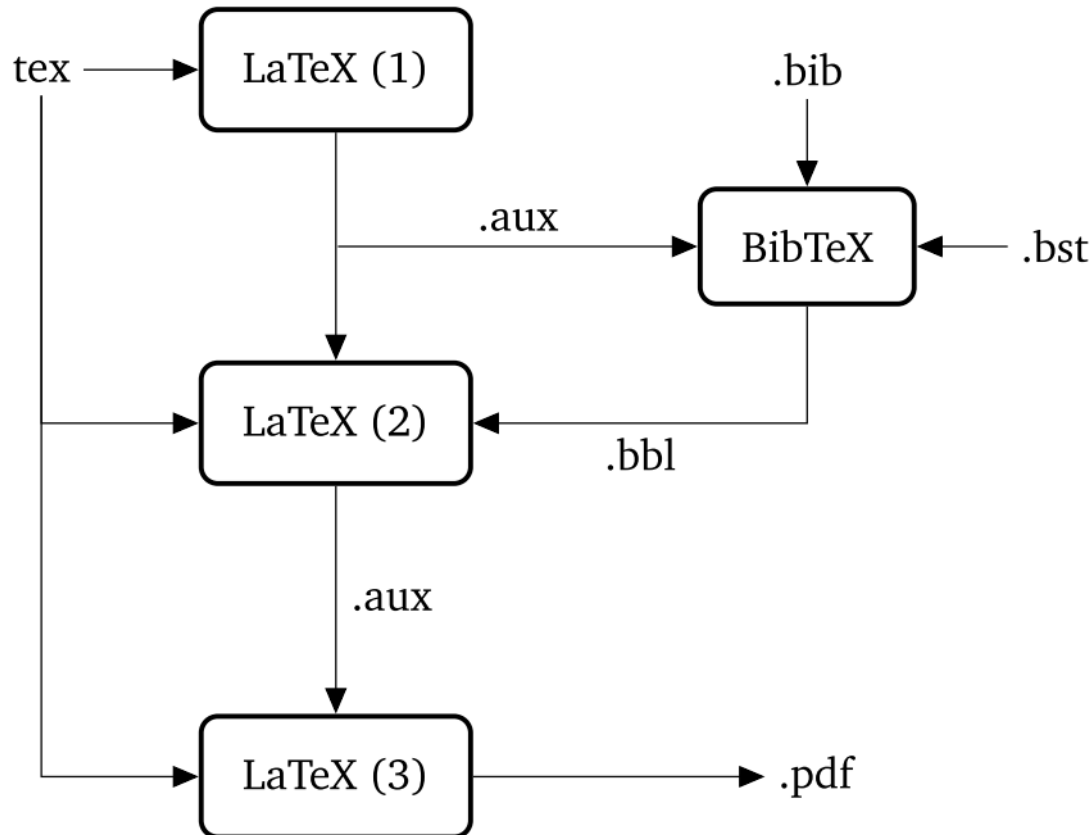 tex
LaTeX (1)
.bib
.aux
BibTeX
.bst
LaTeX (2)
.bbl
.aux
LaTeX (3)
.pdf